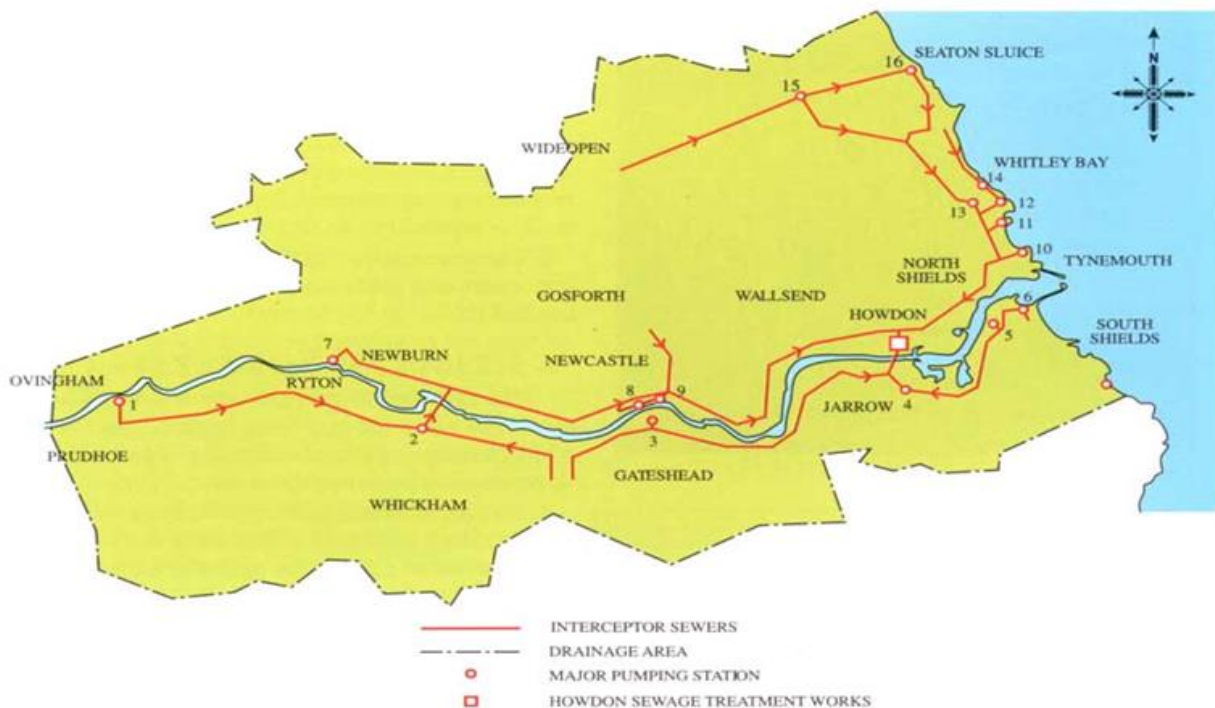 SEATON SLUICE
16
N
15
WIDEOPEN
WHITLEY BAY
14
13
12
11
10
NORTH
SHIELDS
TYNEMOUTH
GOSFORTH
WALLSEND
HOWDON
6
5
SOUTH
SHIELDS
7
NEWBURN
NEWCASTLE
OVINGHAM
RYTON
1
8
9
JARROW
4
2
3
PRUDHOE
GATESHEAD
WHICKHAM
INTERCEPTOR SEWERS
DRAINAGE AREA
MAJOR PUMPING STATION
HOWDON SEWAGE TREATMENT WORKS